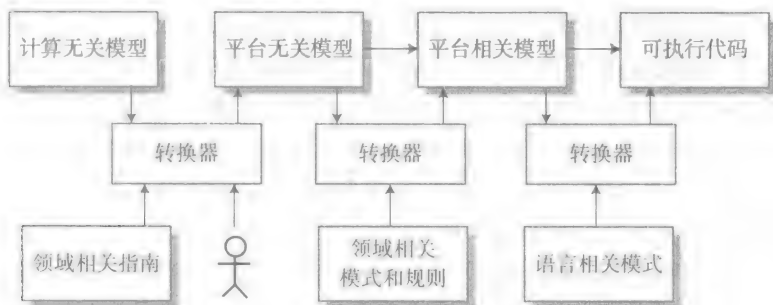 计算无关模型
平台无关模型
平台相关模型
可执行代码
转换器
转换器
转换器
领域相关指南
领域相关
模式和规则
语言相关模式